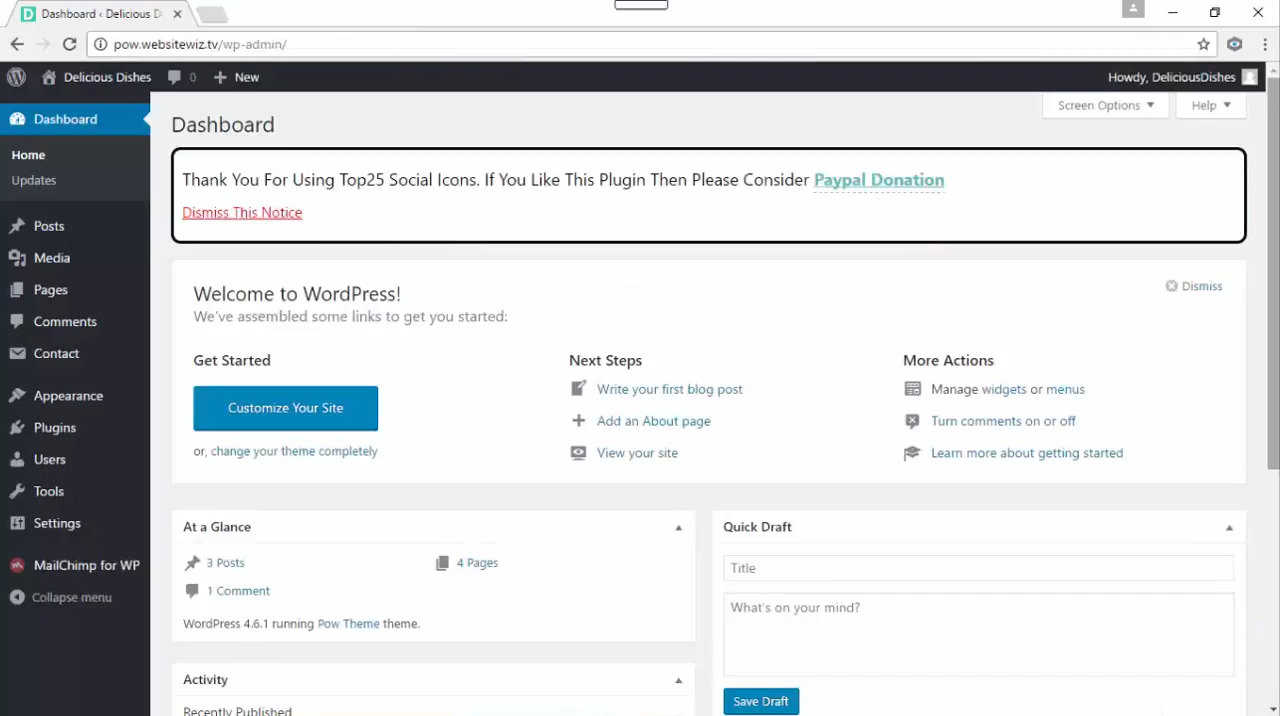 Dashboard ‹ Delicious D
pow.websitewiz.tv/wp-admin/
Delicious Dishes 0 New Howdy, DeliciousDishes
Dashboard
Home
Updates
Posts
Media
Pages
Comments
Contact
Appearance
Plugins
Users
Tools
Settings
MailChimp for WP
Collapse menu
Screen Options Help
Dashboard
Thank You For Using Top25 Social Icons. If You Like This Plugin Then Please Consider Paypal Donation
Dismiss This Notice
Welcome to WordPress!
Dismiss
We've assembled some links to get you started:
Get Started
Customize Your Site
or, change your theme completely
Next Steps
Write your first blog post
Add an About page
View your site
More Actions
Manage widgets or menus
Turn comments on or off
Learn more about getting started
At a Glance
3 Posts 4 Pages
1 Comment
WordPress 4.6.1 running Pow Theme theme.
Activity
Recently Published
Quick Draft
Title
What's on your mind?
Save Draft